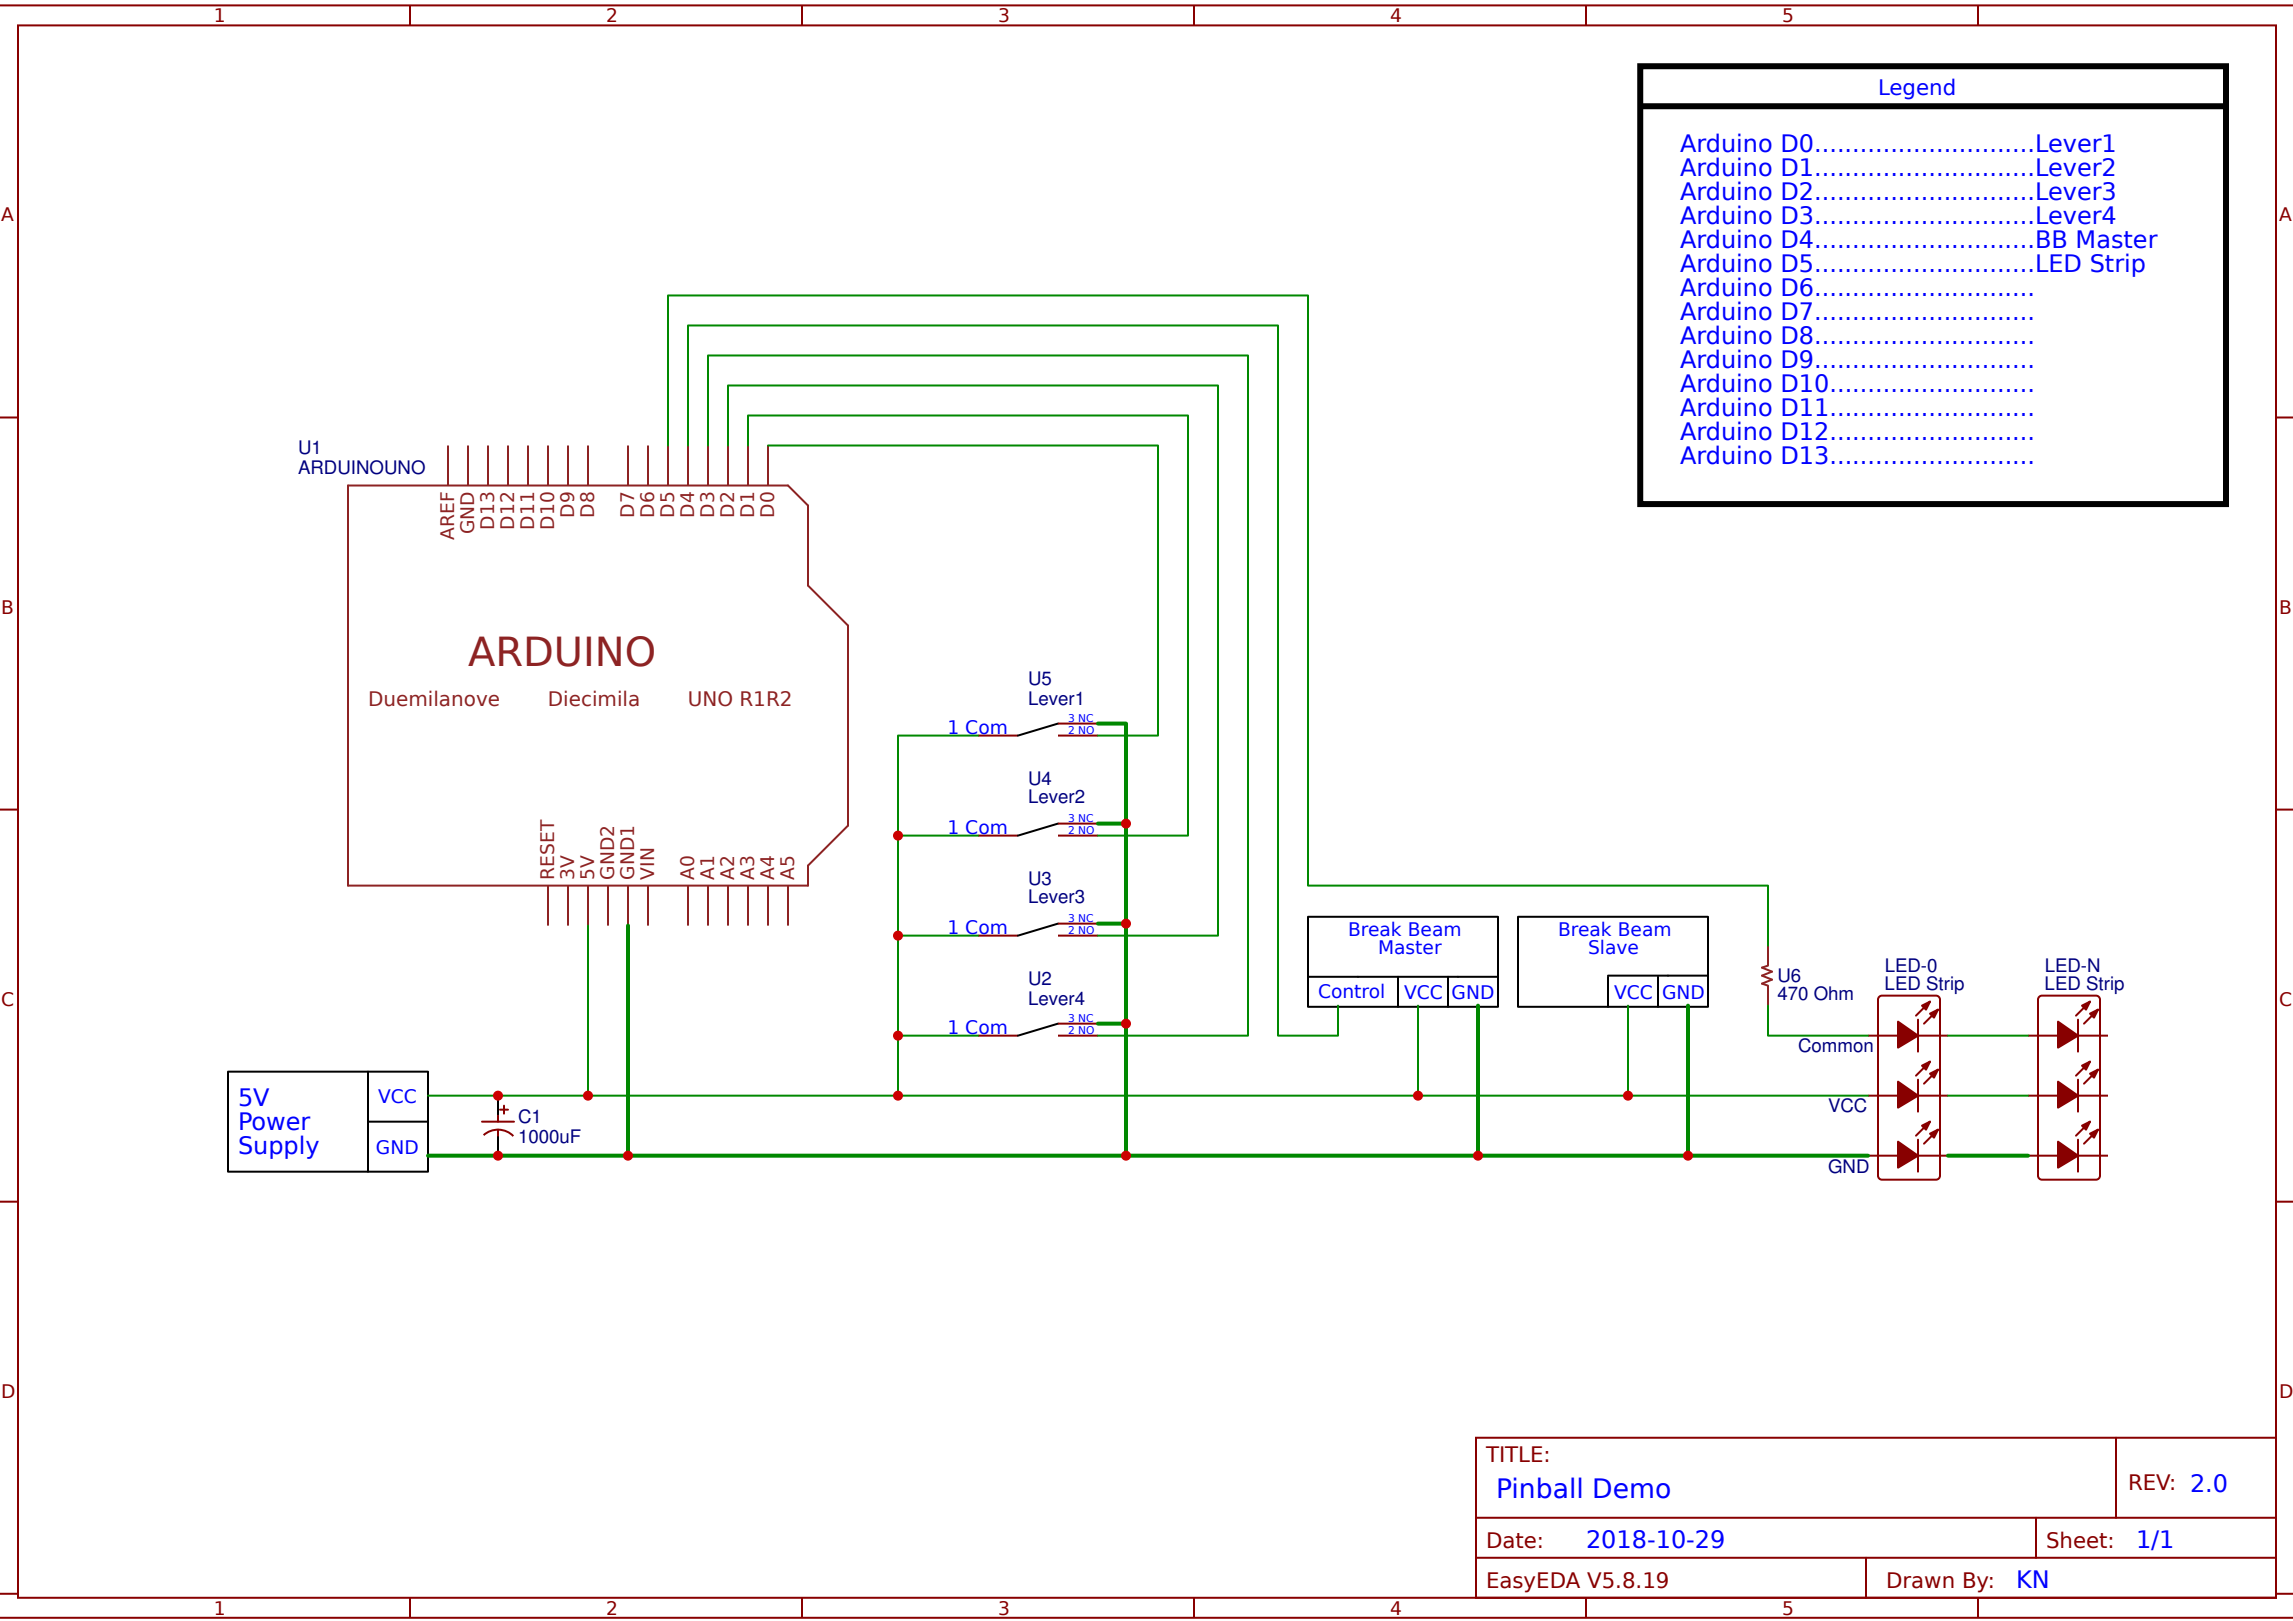 1 2 3 4 5
A A
B B
C C
D D
Legend
Arduino D0.............................Lever1
Arduino D1.............................Lever2
Arduino D2.............................Lever3
Arduino D3.............................Lever4
Arduino D4.............................BB Master
Arduino D5.............................LED Strip
Arduino D6.............................
Arduino D7.............................
Arduino D8.............................
Arduino D9.............................
Arduino D10...........................
Arduino D11...........................
Arduino D12...........................
Arduino D13...........................
U1
ARDUINOUNO
AREF GND D13 D12 D11 D10 D9 D8 D7 D6 D5 D4 D3 D2 D1 D0
ARDUINO
Duemilanove Diecimila UNO R1R2
RESET 3V 5V GND2 GND1 VIN A0 A1 A2 A3 A4 A5
U5
Lever1
1 Com 3 NC
2 NO
U4
Lever2
1 Com 3 NC
2 NO
U3
Lever3
1 Com 3 NC
2 NO
U2
Lever4
1 Com 3 NC
2 NO
Break Beam
Master
Control VCC GND
Break Beam
Slave
VCC GND
U6
470 Ohm
LED-0
LED Strip
LED-N
LED Strip
Common
VCC
GND
5V
Power
Supply
VCC
GND
+
C1
1000uF
TITLE:
Pinball Demo
REV: 2.0
Date: 2018-10-29
Sheet: 1/1
EasyEDA V5.8.19
Drawn By: KN
1 2 3 4 5